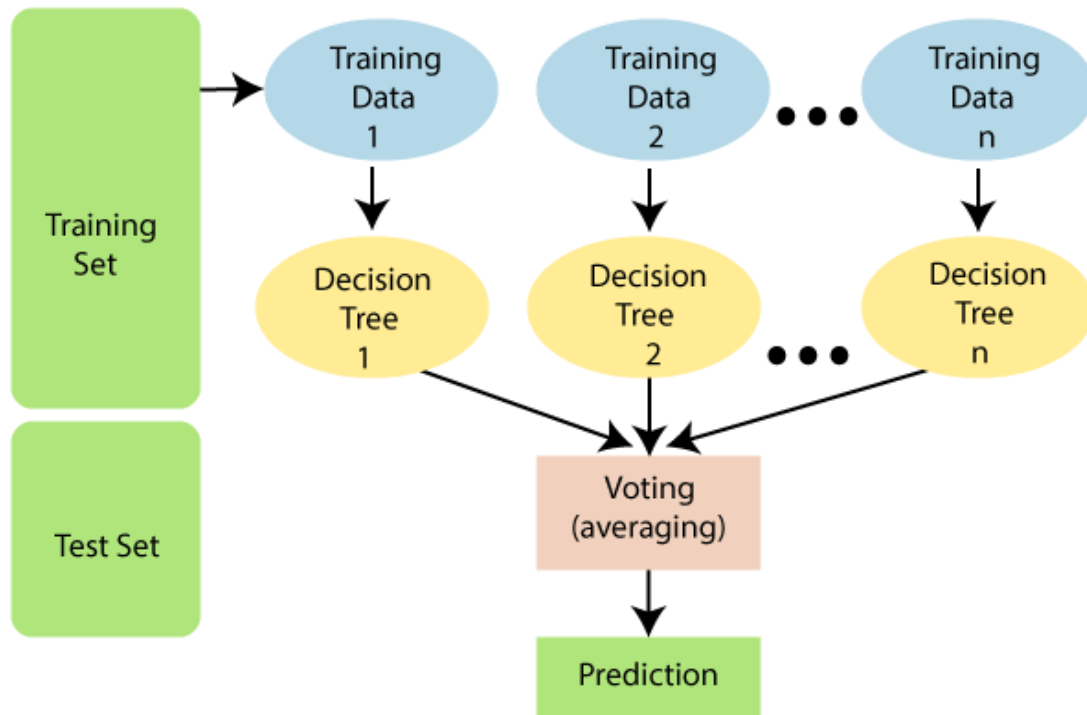 Training
Set
Training
Data
1
Training
Data
2
Training
Data
n
Decision
Tree
1
Decision
Tree
2
Decision
Tree
n
Test Set
Voting
(averaging)
Prediction